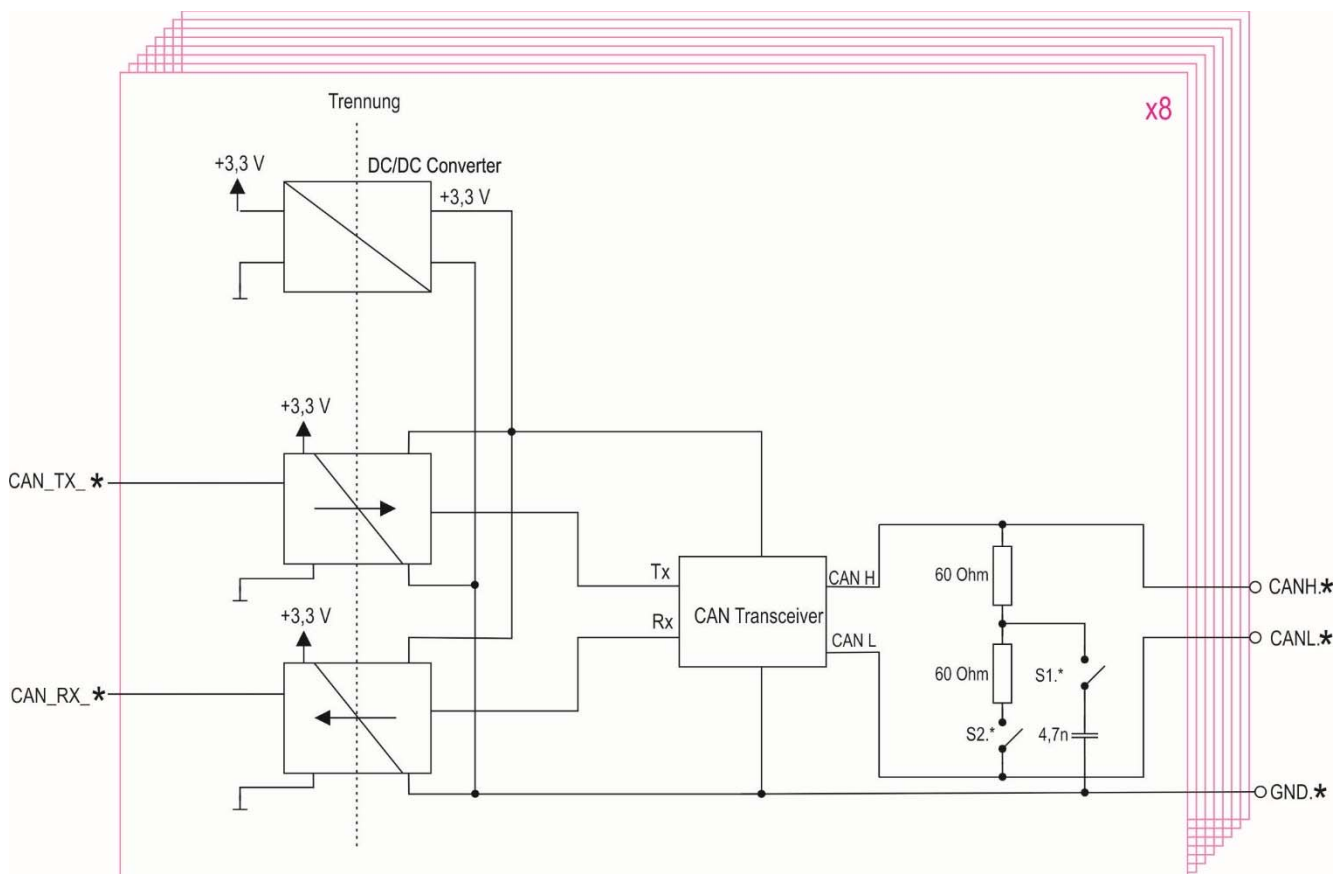 x8
Trennung
DC/DC Converter
+3,3 V
+3,3 V
+3,3 V
CAN_TX_*
+3,3 V
CAN_RX_*
Tx
Rx
CAN Transceiver
CAN H
CAN L
60 Ohm
60 Ohm
S1.*
S2.*
4,7n
CANH.*
CANL.*
GND.*